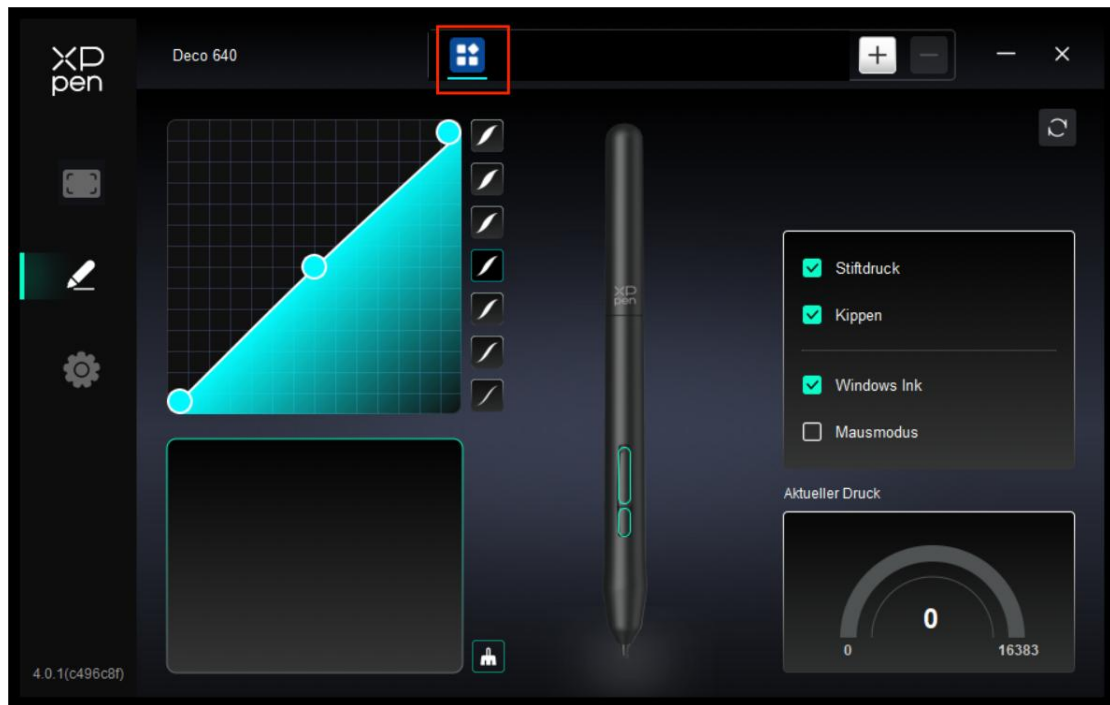 XP
pen
Deco 640
XP
pen
Stiftdruck
Kippen
Windows Ink
Mausmodus
Aktueller Druck
0
0
16383
4.0.1(c496c8f)